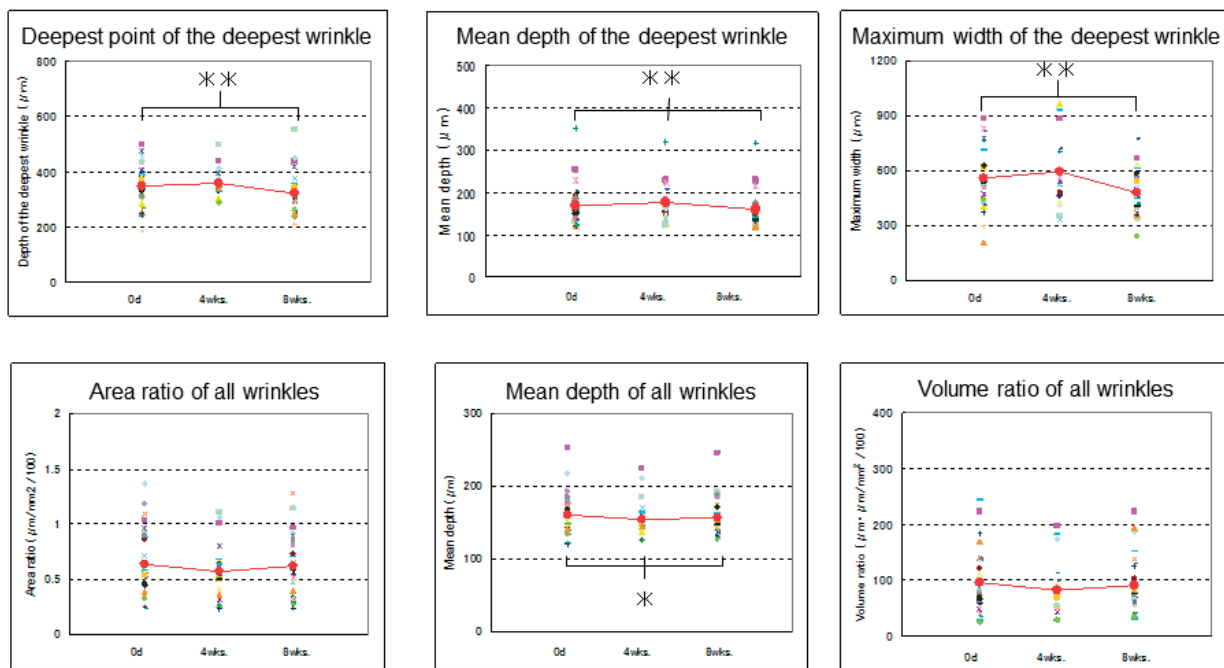 Deepest point of the deepest wrinkle
Depth of the deepest wrinkle (μm)
800
600
400
200
0
0d 4wks. 8wks.
**
Mean depth of the deepest wrinkle
Mean depth (μm)
500
400
300
200
100
0
0d 4wks. 8wks.
**
Maximum width of the deepest wrinkle
Maximum width (μm)
1200
900
600
300
0
0d 4wks. 8wks.
**
Area ratio of all wrinkles
Area ratio (μm/mm2/100)
2
1.5
1
0.5
0
0d 4wks. 8wks.
Mean depth of all wrinkles
Mean depth (μm)
300
200
100
0
0d 4wks. 8wks.
*
Volume ratio of all wrinkles
Volume ratio (μm・μm/mm² /100)
400
300
200
100
0
0d 4wks. 8wks.